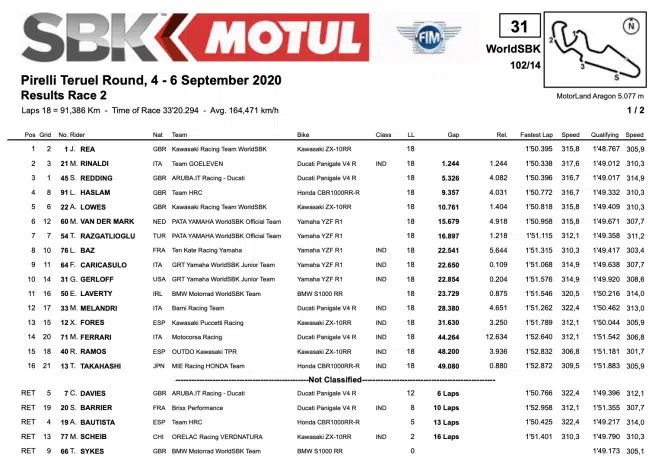 SBK MOTUL FIM
31
WorldSBK
102/14
N
2
3
S
Pirelli Teruel Round, 4 - 6 September 2020
Results Race 2
Laps 18 = 91,386 Km - Time of Race 33'20.294 - Avg. 164,471 km/h
MotorLand Aragon 5.077 m
1 / 2
Pos Grid No. Rider Nat Team Bike Class LL Gap Rel. Fastest Lap Speed Qualifying Speed
1 2 1 J. REA GBR Kawasaki Racing Team WorldSBK Kawasaki ZX-10RR 18 1'50.395 315,8 1'48.767 305,9
2 3 21 M. RINALDI ITA Team GOELEVEN Ducati Panigale V4 R IND 18 1.244 1.244 1'50.338 317,6 1'49.012 310,3
3 1 45 S. REDDING GBR ARUBA.IT Racing - Ducati Ducati Panigale V4 R 18 5.326 4.082 1'50.396 316,7 1'49.017 314,9
4 8 91 L. HASLAM GBR Team HRC Honda CBR1000RR-R 18 9.357 4.031 1'50.772 316,7 1'49.332 310,3
5 6 22 A. LOWES GBR Kawasaki Racing Team WorldSBK Kawasaki ZX-10RR 18 10.761 1.404 1'50.818 315,8 1'49.409 310,3
6 12 60 M. VAN DER MARK NED PATA YAMAHA WorldSBK Official Team Yamaha YZF R1 18 15.679 4.918 1'50.958 315,8 1'49.671 307,7
7 7 54 T. RAZGATLIOGLU TUR PATA YAMAHA WorldSBK Official Team Yamaha YZF R1 18 16.897 1.218 1'51.115 312,1 1'49.358 311,2
8 10 76 L. BAZ FRA Ten Kate Racing Yamaha Yamaha YZF R1 IND 18 22.541 5.644 1'51.315 310,3 1'49.417 303,4
9 11 64 F. CARICASULO ITA GRT Yamaha WorldSBK Junior Team Yamaha YZF R1 IND 18 22.650 0.109 1'51.068 314,9 1'49.638 307,7
10 14 31 G. GERLOFF USA GRT Yamaha WorldSBK Junior Team Yamaha YZF R1 IND 18 22.854 0.204 1'51.576 314,9 1'49.920 308,6
11 16 50 E. LAVERTY IRL BMW Motorrad WorldSBK Team BMW S1000 RR 18 23.729 0.875 1'51.546 320,5 1'50.216 314,0
12 17 33 M. MELANDRI ITA Barni Racing Team Ducati Panigale V4 R IND 18 28.380 4.651 1'51.262 322,4 1'50.462 313,0
13 15 12 X. FORES ESP Kawasaki Puccetti Racing Kawasaki ZX-10RR IND 18 31.630 3.250 1'51.789 312,1 1'50.044 305,9
14 20 71 M. FERRARI ITA Motocorsa Racing Ducati Panigale V4 R IND 18 44.264 12.634 1'52.640 312,1 1'51.542 306,8
15 18 40 R. RAMOS ESP OUTDO Kawasaki TPR Kawasaki ZX-10RR IND 18 48.200 3.936 1'52.832 306,8 1'51.181 301,7
16 21 13 T. TAKAHASHI JPN MIE Racing HONDA Team Honda CBR1000RR-R IND 18 49.080 0.880 1'52.872 309,5 1'51.883 305,9
Not Classified
RET 5 7 C. DAVIES GBR ARUBA.IT Racing - Ducati Ducati Panigale V4 R 12 6 Laps 1'50.766 322,4 1'49.396 312,1
RET 19 20 S. BARRIER FRA Brixx Performance Ducati Panigale V4 R IND 8 10 Laps 1'52.958 312,1 1'51.355 307,7
RET 4 19 A. BAUTISTA ESP Team HRC Honda CBR1000RR-R 5 13 Laps 1'50.425 322,4 1'49.217 314,0
RET 13 77 M. SCHEIB CHI ORELAC Racing VERDNATURA Kawasaki ZX-10RR IND 2 16 Laps 1'51.401 310,3 1'49.790 310,3
RET 9 66 T. SYKES GBR BMW Motorrad WorldSBK Team BMW S1000 RR 0 1'49.173 305,1